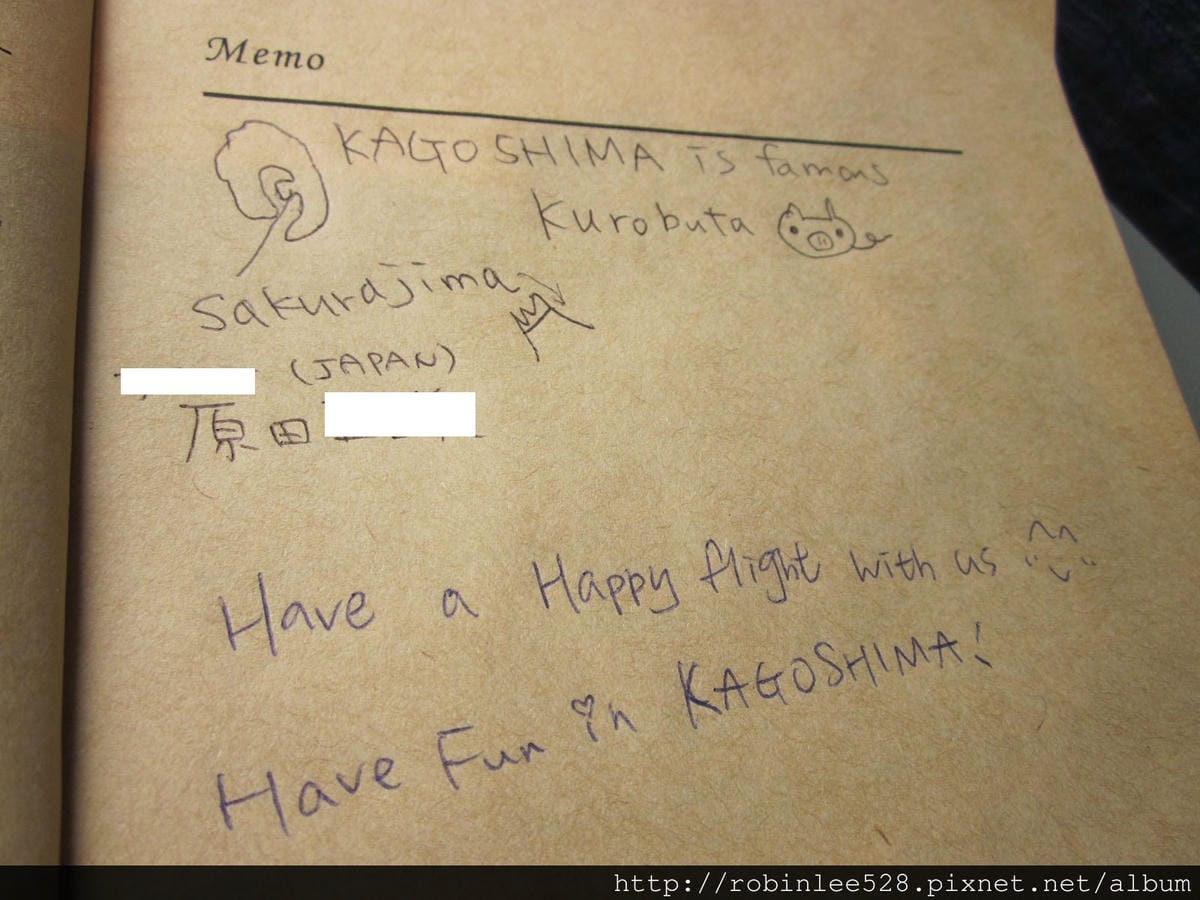 Memo
KAGOSHIMA is famous
Kurobuta
Sakurajima
(JAPAN)
原田
Have a Happy flight with us
Have Fun in KAGOSHIMA!
http://robinlee528.pixnet.net/album